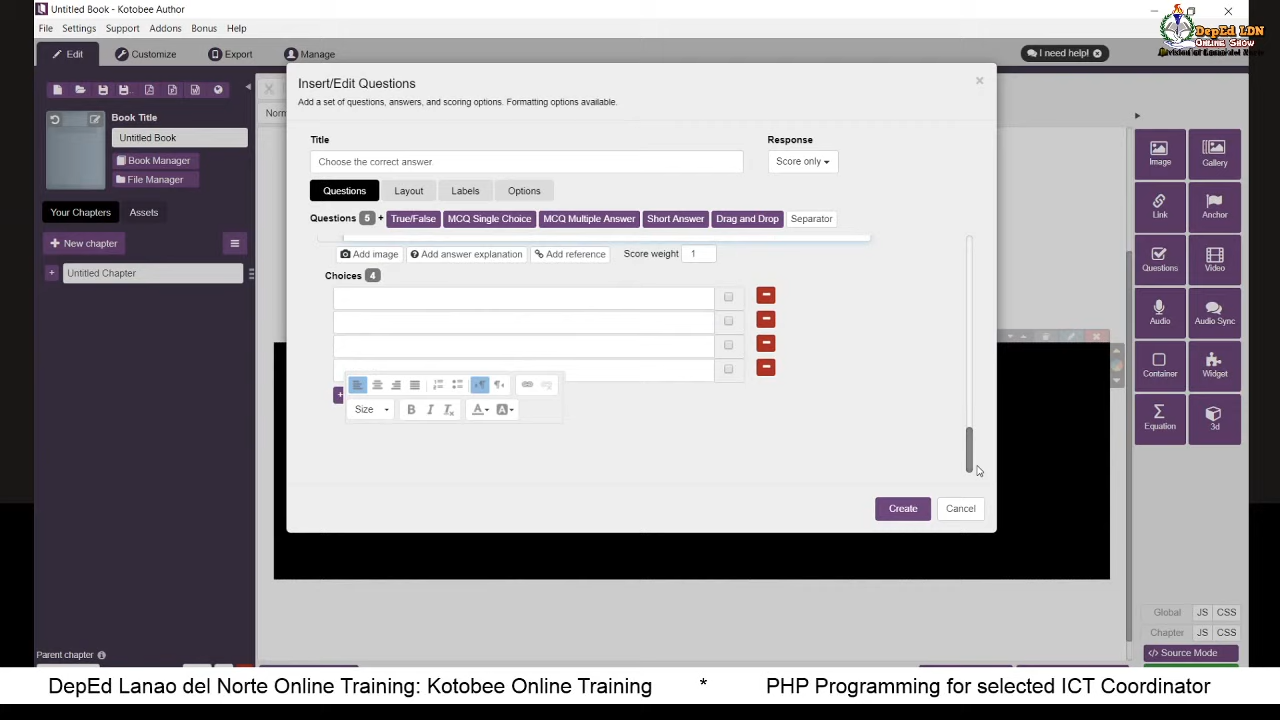 Untitled Book - Kotobee Author
File Settings Support Addons Bonus Help
DepEd LDN
Online Show
Edit Customize Export Manage
I need help!
Book Title
Untitled Book
Book Manager
File Manager
Your Chapters Assets
New chapter
Untitled Chapter
Parent chapter
Insert/Edit Questions
Add a set of questions, answers, and scoring options. Formatting options available.
Title Response
Choose the correct answer Score only
Questions Layout Labels Options
Questions 5 + True/False MCQ Single Choice MCQ Multiple Answer Short Answer Drag and Drop Separator
Add image Add answer explanation Add reference Score weight 1
Choices 4
Size B I Tx A A
Create Cancel
Image Gallery
Link Anchor
Questions Video
Audio Audio Sync
Container Widget
Equation 3d
Global JS CSS
Chapter JS CSS
</> Source Mode
DepEd Lanao del Norte Online Training: Kotobee Online Training * PHP Programming for selected ICT Coordinator